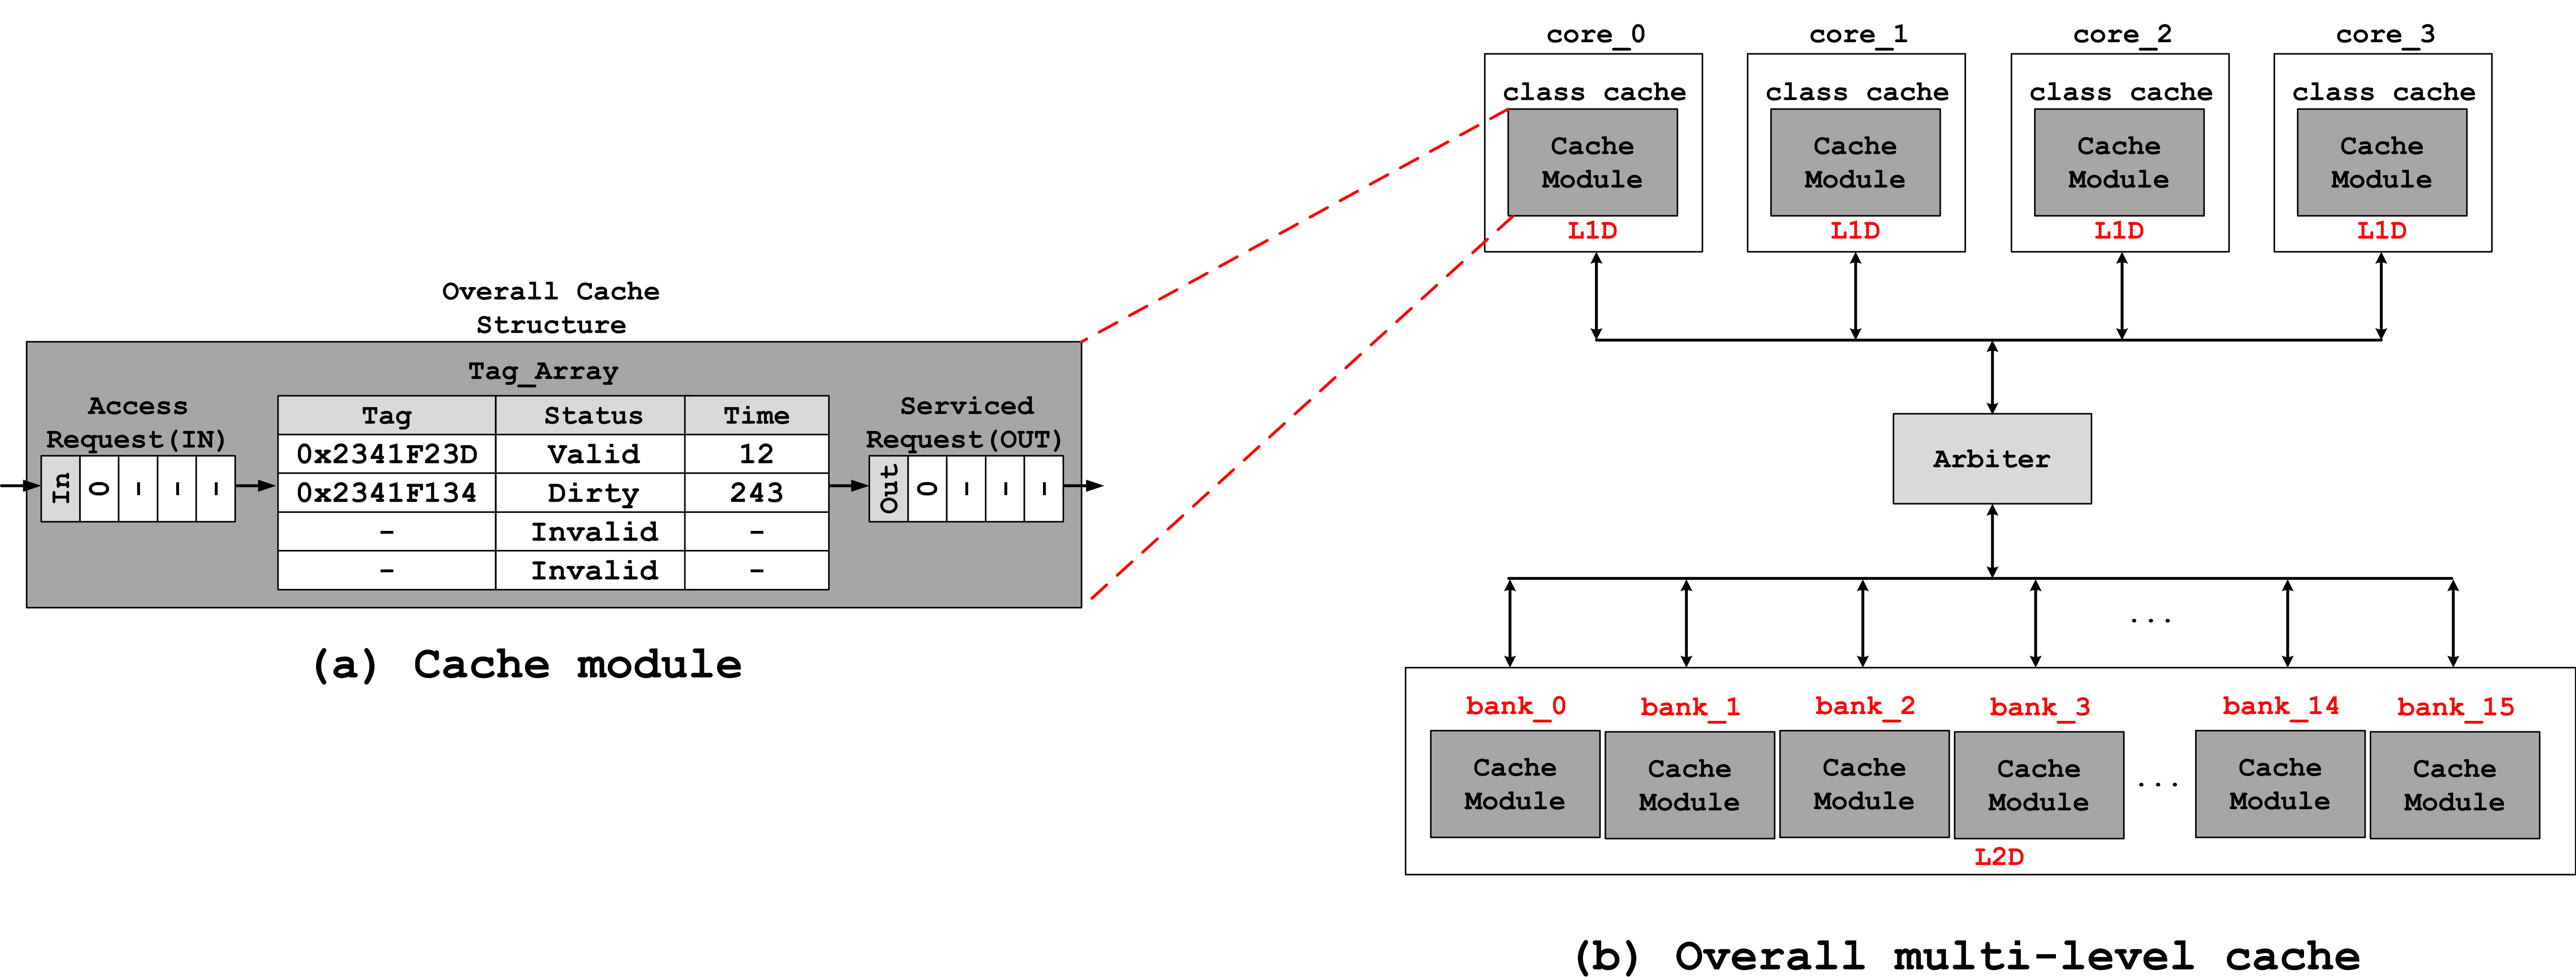 Overall Cache
Structure
Tag_Array
Access
Request(IN)
In 0 - - -
Tag Status Time
0x2341F23D Valid 12
0x2341F134 Dirty 243
- Invalid -
- Invalid -
Serviced
Request(OUT)
Out 0 - - -
(a) Cache module
core_0 core_1 core_2 core_3
class cache class cache class cache class cache
Cache Cache Cache Cache
Module Module Module Module
L1D L1D L1D L1D
Arbiter
...
bank_0 bank_1 bank_2 bank_3 bank_14 bank_15
Cache Cache Cache Cache Cache Cache
Module Module Module Module ... Module Module
L2D
(b) Overall multi-level cache